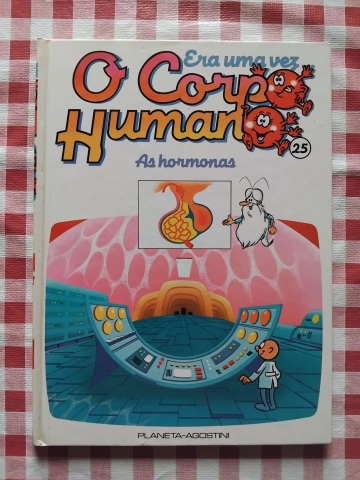 Era uma vez
O Corpo
Humano
25
As hormonas
PLANETA-AGOSTINI